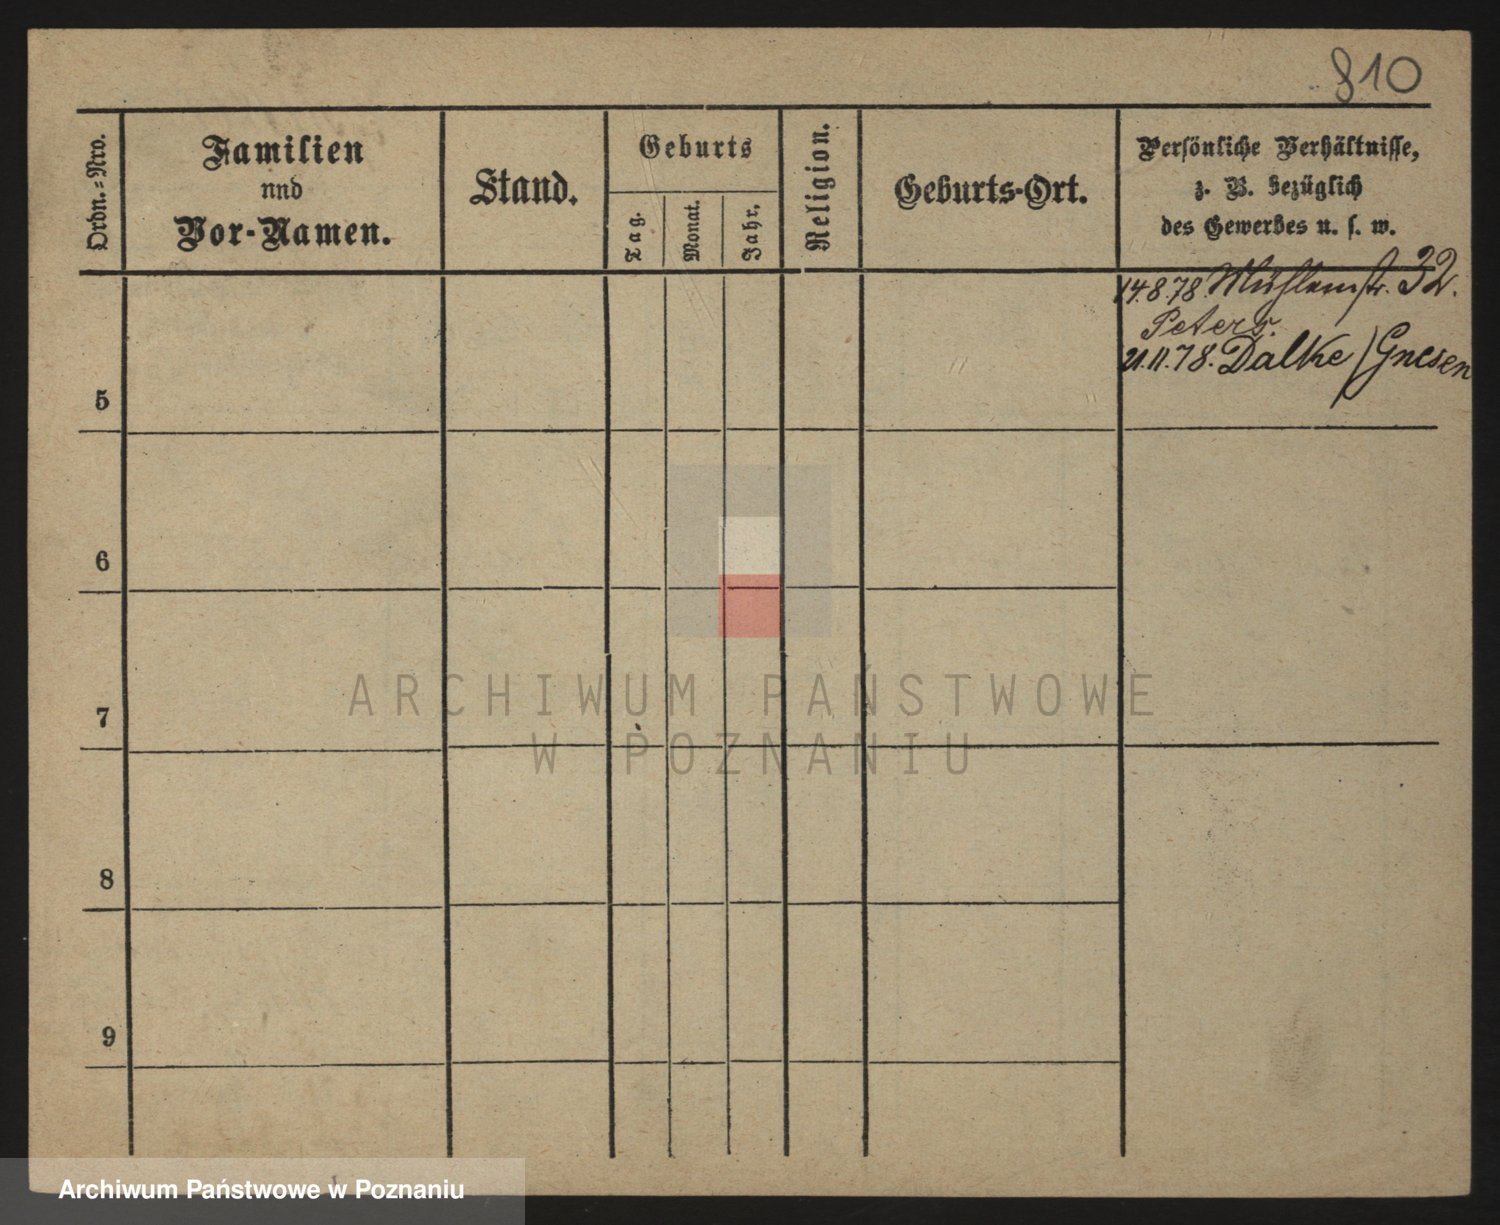 810
Ordn.=Nro.
Familien
nnd
Vor-Namen.
Stand.
Geburts
Tag.
Monat.
Jahr.
Religion.
Geburts-Ort.
Persönliche Verhältnisse,
z. B. bezüglich
des Gewerbes u. s. w.
14.8.78. Mühlenstr. 32.
Peters.
21.11.78. Dalke / Gnesen
5
6
7
8
9
ARCHIWUM PAŃSTWOWE
W POZNANIU
Archiwum Państwowe w Poznaniu